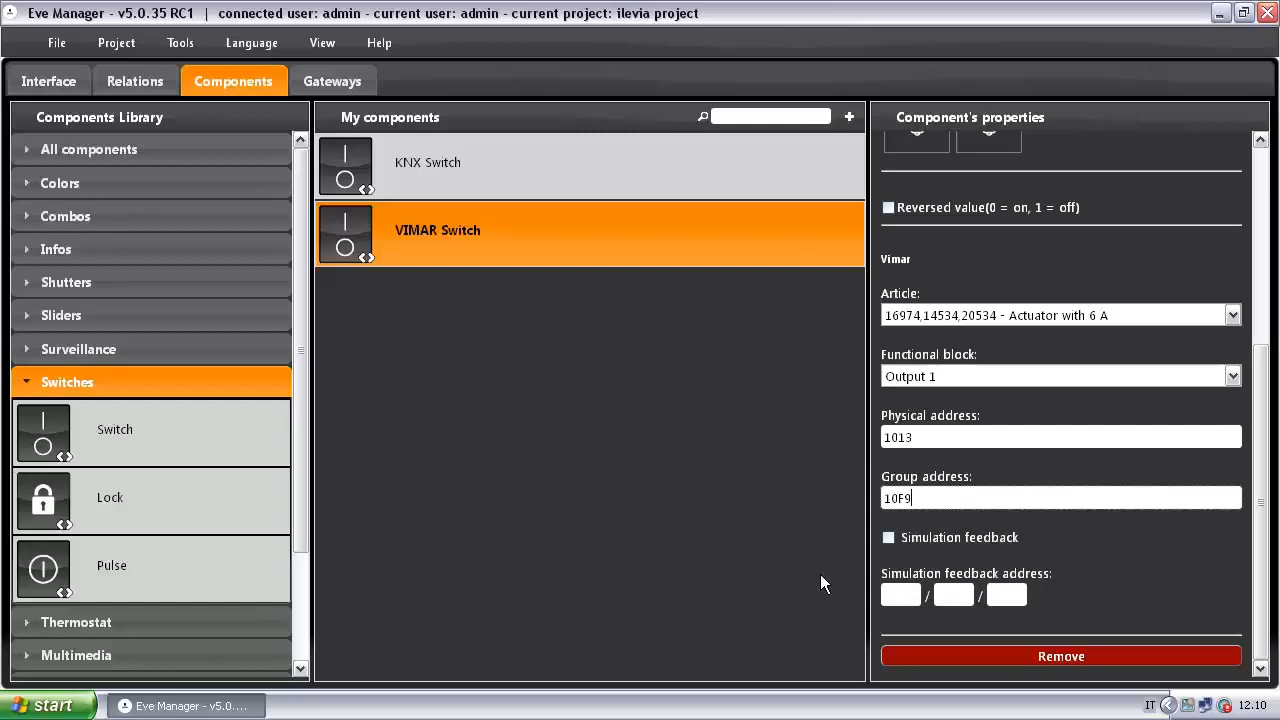 Eve Manager - v5.0.35 RC1 | connected user: admin - current user: admin - current project: ilevia project
File Project Tools Language View Help
Interface Relations Components Gateways
Components Library
All components
Colors
Combos
Infos
Shutters
Sliders
Surveillance
Switches
Switch
Lock
Pulse
Thermostat
Multimedia
My components
KNX Switch
VIMAR Switch
Component's properties
Reversed value(0 = on, 1 = off)
Vimar
Article:
16974,14534,20534 - Actuator with 6 A
Functional block:
Output 1
Physical address:
1013
Group address:
10F9
Simulation feedback
Simulation feedback address:
/ /
Remove
start Eve Manager - v5.0.... IT 12.10